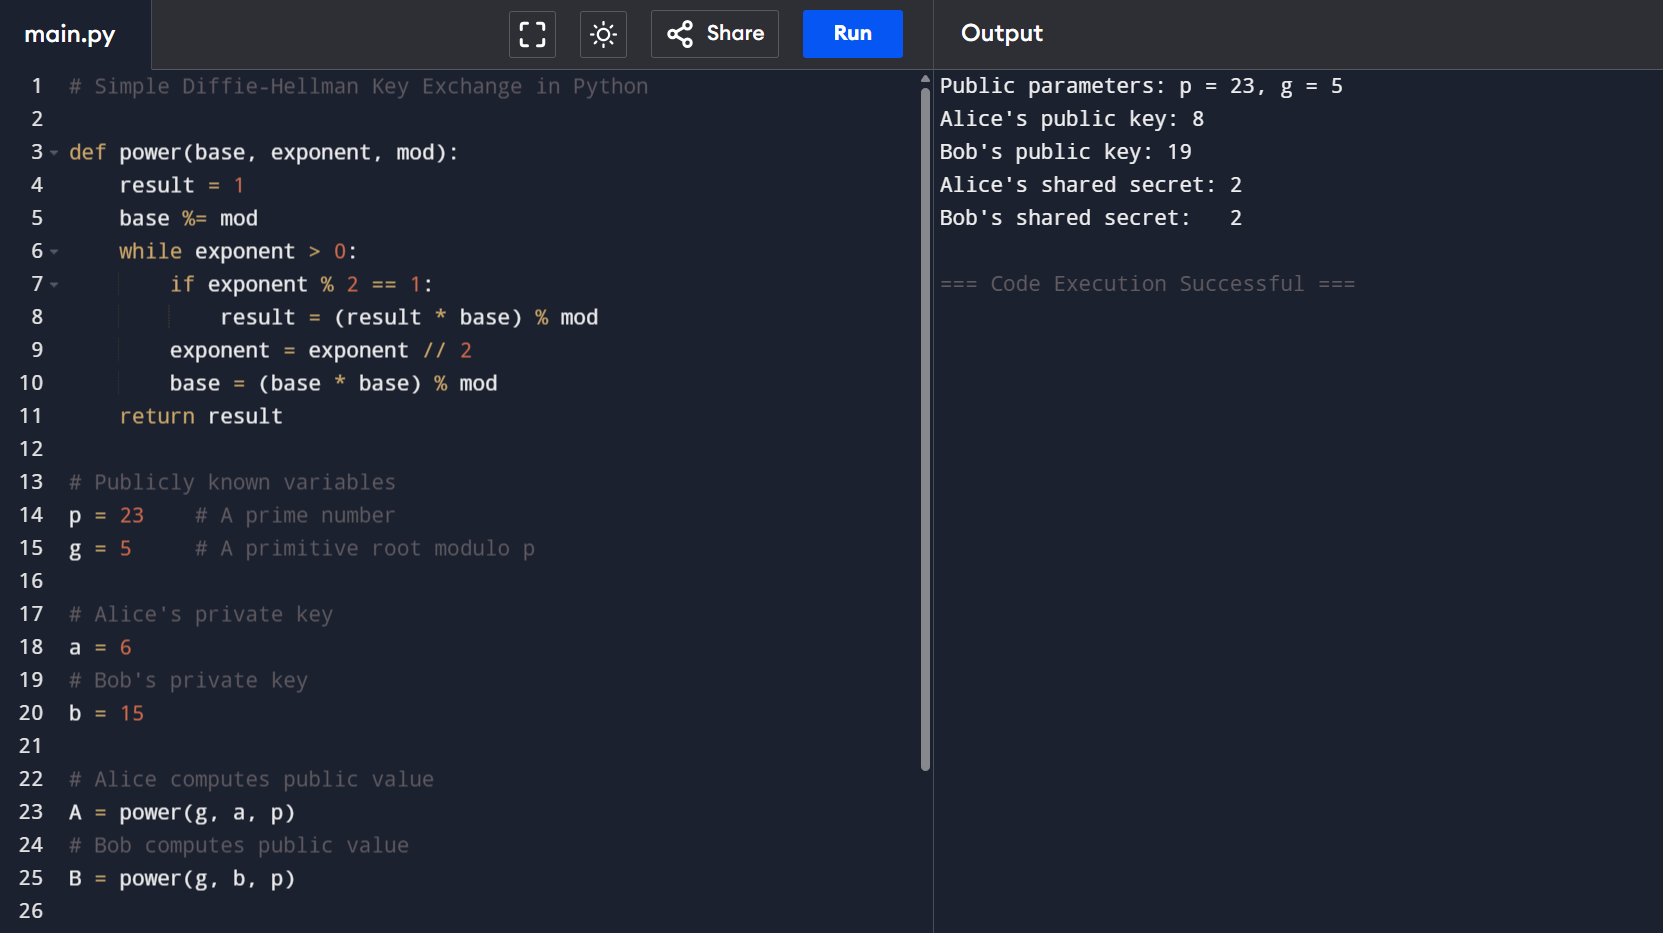 main.py
Share
Run
Output
1 # Simple Diffie-Hellman Key Exchange in Python
2
3 def power(base, exponent, mod):
4     result = 1
5     base %= mod
6     while exponent > 0:
7         if exponent % 2 == 1:
8             result = (result * base) % mod
9         exponent = exponent // 2
10         base = (base * base) % mod
11     return result
12
13 # Publicly known variables
14 p = 23    # A prime number
15 g = 5     # A primitive root modulo p
16
17 # Alice's private key
18 a = 6
19 # Bob's private key
20 b = 15
21
22 # Alice computes public value
23 A = power(g, a, p)
24 # Bob computes public value
25 B = power(g, b, p)
26
Public parameters: p = 23, g = 5
Alice's public key: 8
Bob's public key: 19
Alice's shared secret: 2
Bob's shared secret:   2
=== Code Execution Successful ===